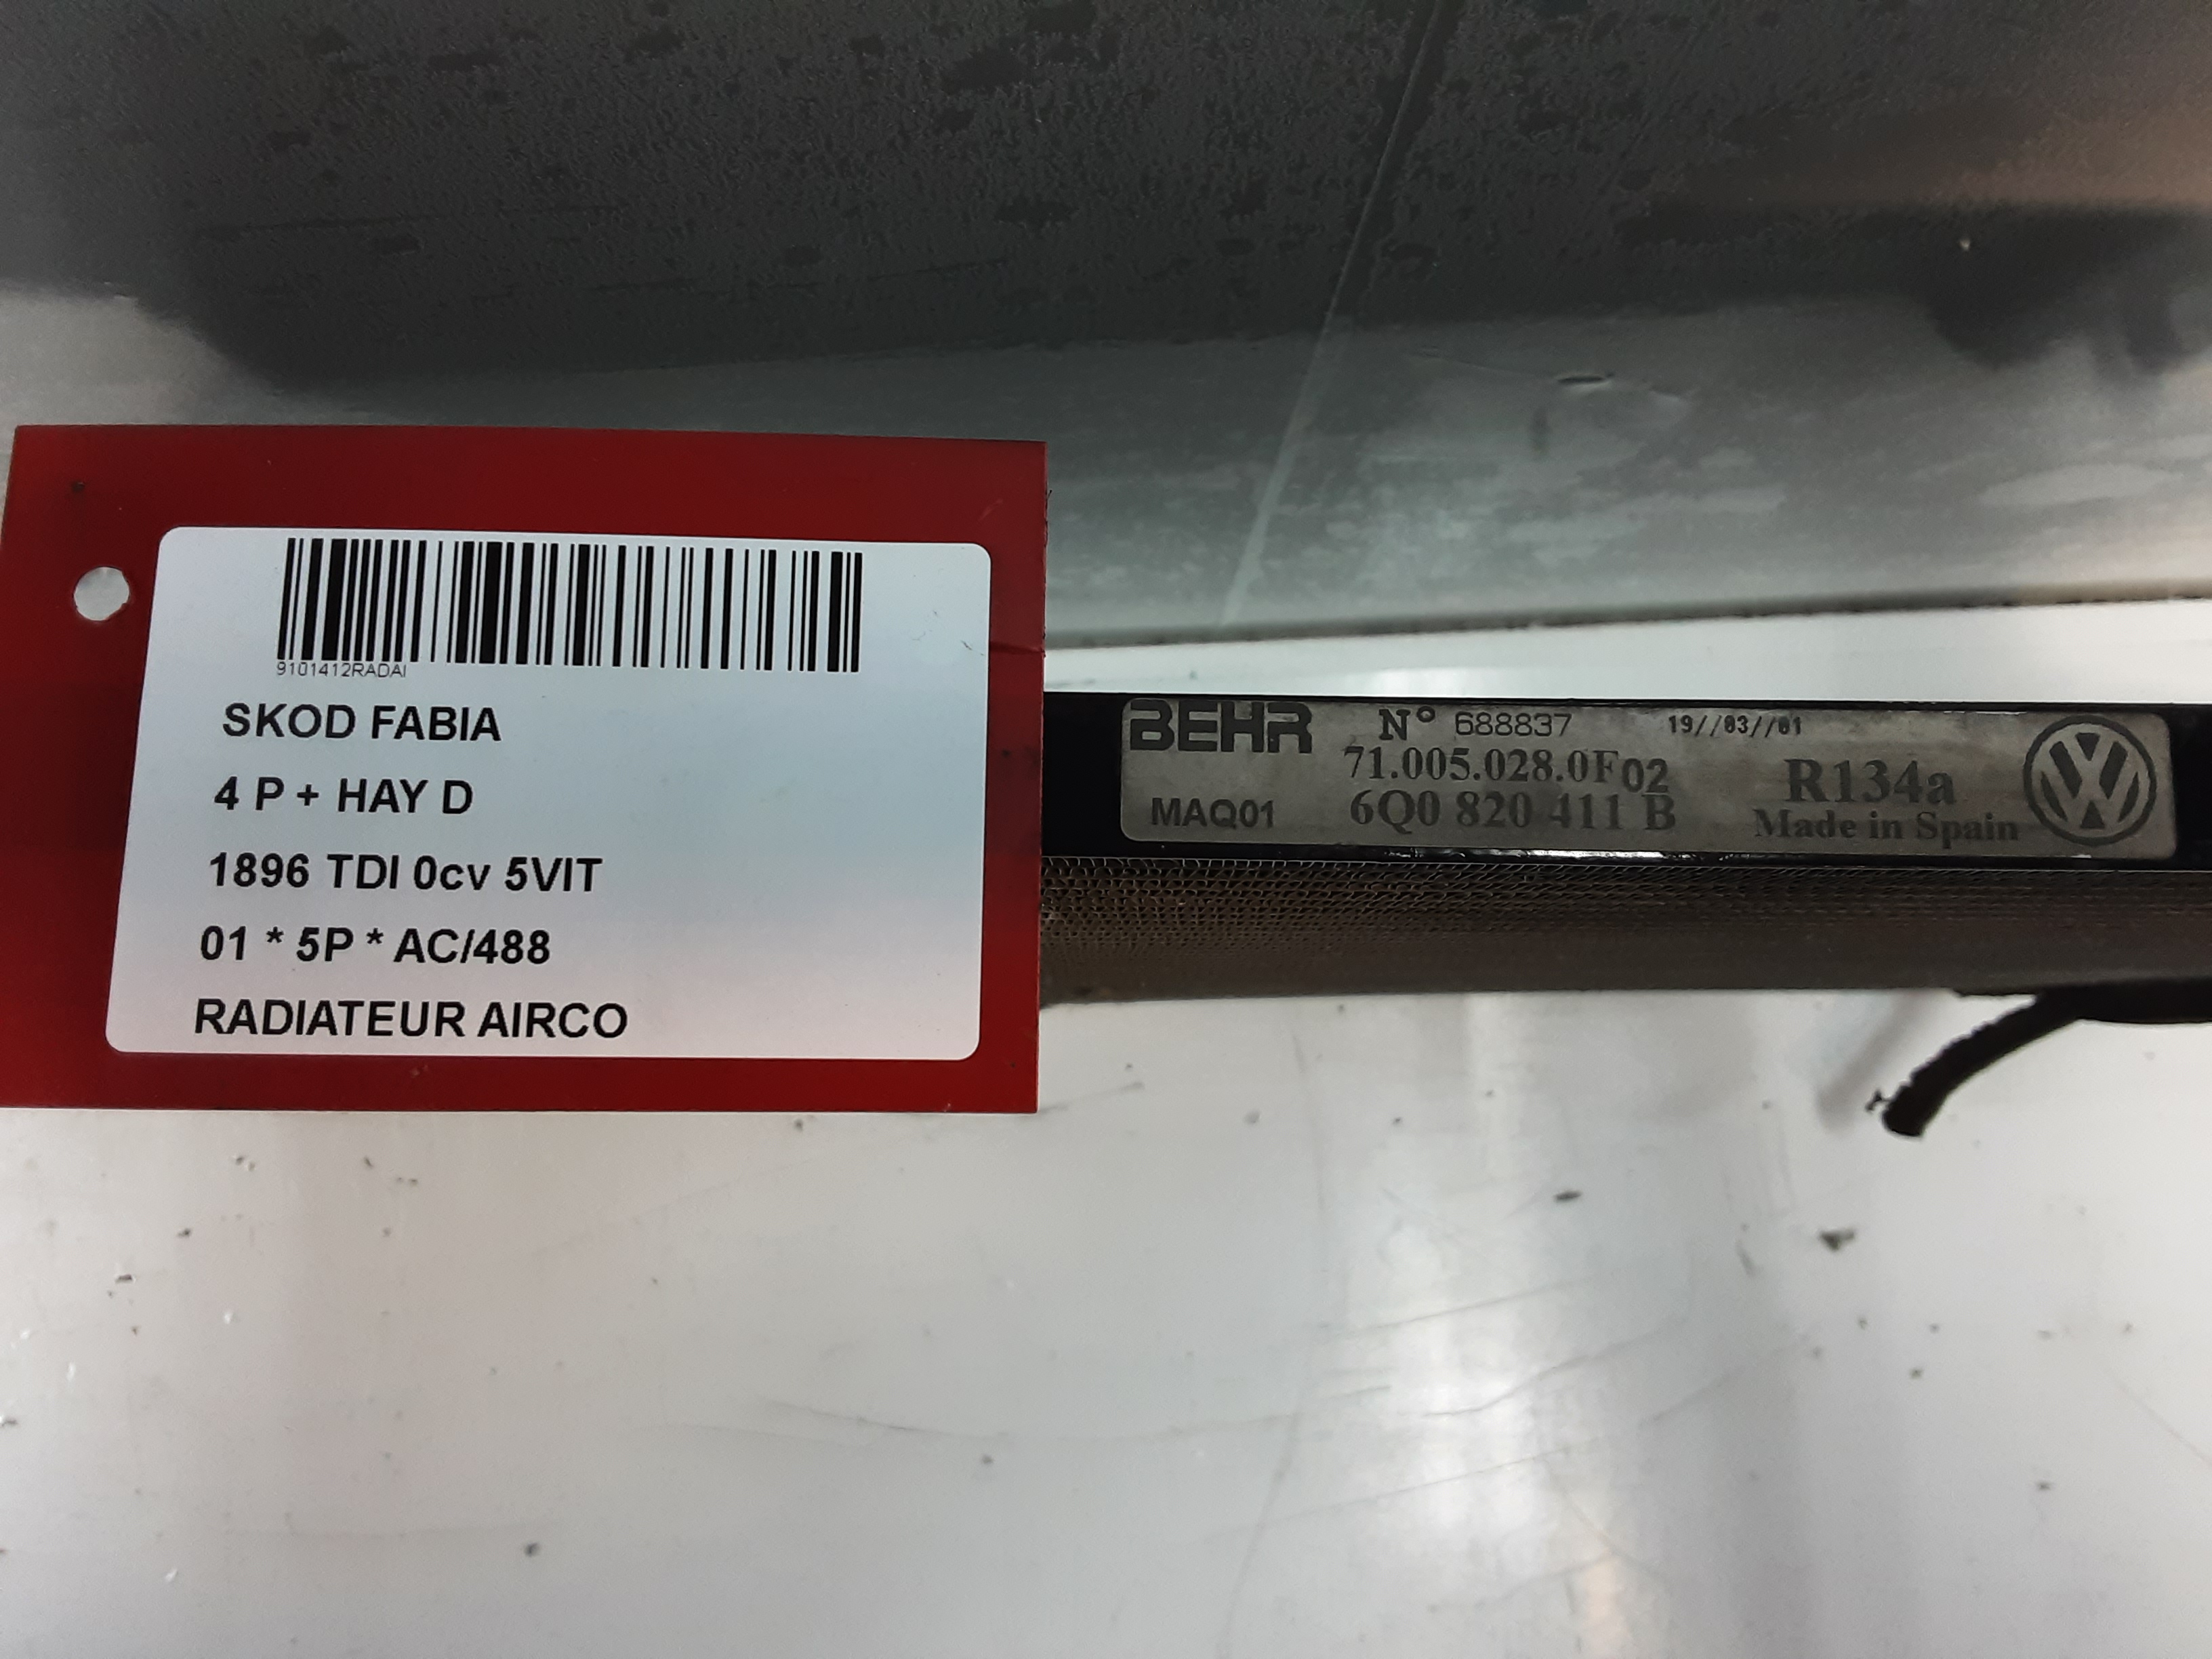 9101412RADAI
SKOD FABIA
4 P + HAY D
1896 TDI 0cv 5VIT
01 * 5P * AC/488
RADIATEUR AIRCO
BEHR N° 688837 19//03//01
71.005.028.0F02
MAQ01 6Q0 820 411 B R134a
Made in Spain
VW